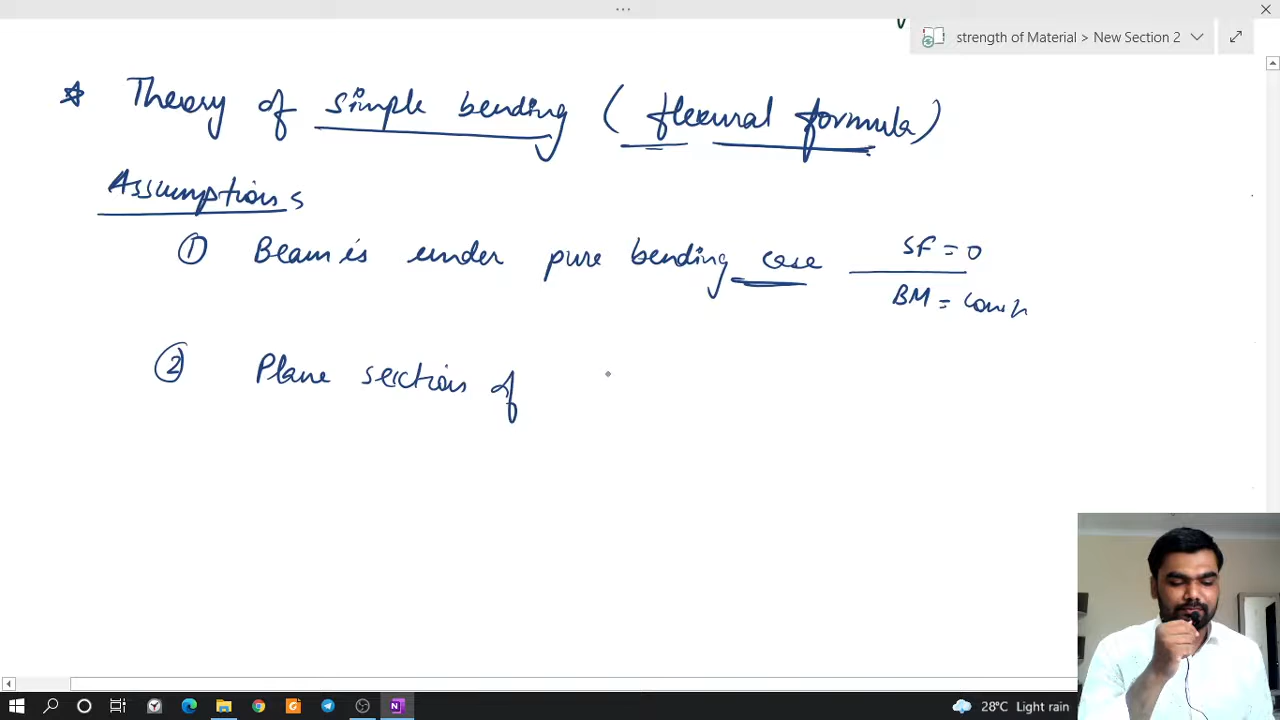 strength of Material > New Section 2
Theory of simple bending (flexural formula)
Assumptions
① Beam is under pure bending case SF = 0
BM =
② Plane section of
28°C Light rain